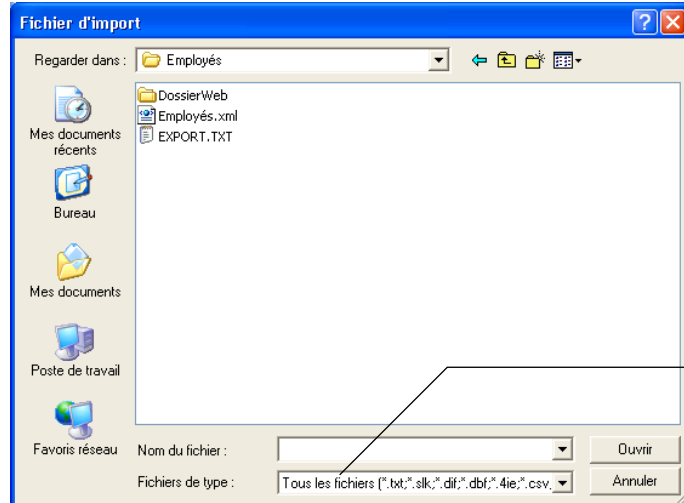 Fichier d'impor
Regarder dans :
Employés
DossierWeb
Employés.xml
EXPORT.TXT
Mes documents
récents
Bureau
Mes documents
Poste de travail
Favoris réseau
Nom du fichier :
Ouvrir
Fichiers de type :
Tous les fichiers (*.txt;*.slk;*.dif;*.dbf;*.4ie;*.csv,
Annuler